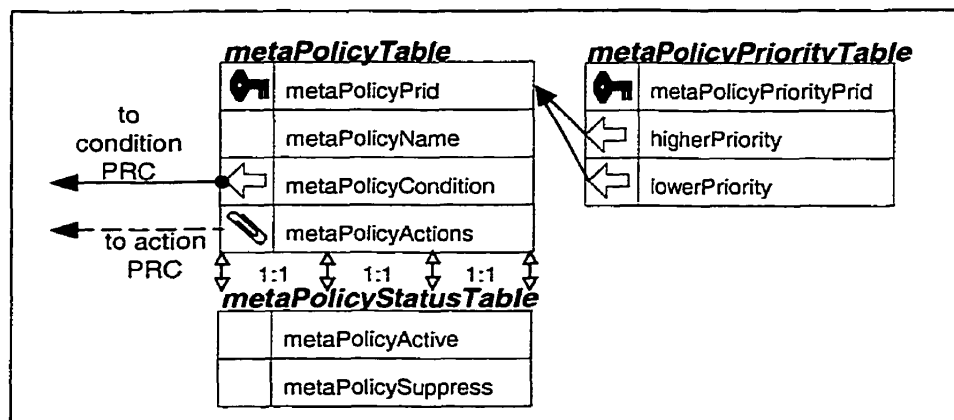 metaPolicyTable
metaPolicyPrid
metaPolicyName
metaPolicyCondition
metaPolicyActions
to
condition
PRC
to action
PRC
1:1 1:1 1:1
metaPolicyStatusTable
metaPolicyActive
metaPolicySuppress
metaPolicyPriorityTable
metaPolicyPriorityPrid
higherPriority
lowerPriority